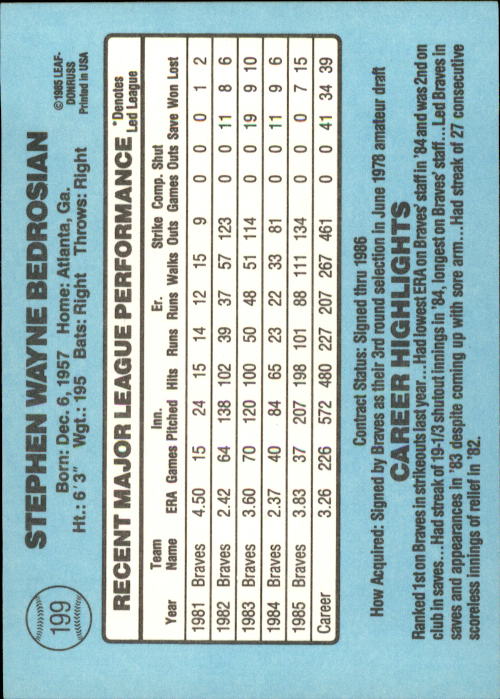 199
STEPHEN WAYNE BEDROSIAN
©1985 LEAF-
DONRUSS
Printed in USA
Born: Dec. 6, 1957 Home: Atlanta, Ga.
Ht.: 6'3" Wgt.: 195 Bats: Right Throws: Right
RECENT MAJOR LEAGUE PERFORMANCE *Denotes Led League
Year Team Name ERA Games Inn. Pitched Hits Runs Er. Runs Walks Strike Outs Comp. Games Shut Outs Save Won Lost
1981 Braves 4.50 15 24 15 14 12 15 9 0 0 0 1 2
1982 Braves 2.42 64 138 102 39 37 57 123 0 0 11 8 6
1983 Braves 3.60 70 120 100 50 48 51 114 0 0 19 9 10
1984 Braves 2.37 40 84 65 23 22 33 81 0 0 11 9 6
1985 Braves 3.83 37 207 198 101 88 111 134 0 0 0 7 15
Career 3.26 226 572 480 227 207 267 461 0 0 41 34 39
Contract Status: Signed thru 1986
How Acquired: Signed by Braves as their 3rd round selection in June 1978 amateur draft
CAREER HIGHLIGHTS
Ranked 1st on Braves in strikeouts last year...Had lowest ERA on Braves' staff in '84 and was 2nd on
club in saves...Had streak of 19-1/3 shutout innings in '84, longest on Braves' staff...Led Braves in
saves and appearances in '83 despite coming up with sore arm...Had streak of 27 consecutive
scoreless innings of relief in '82.